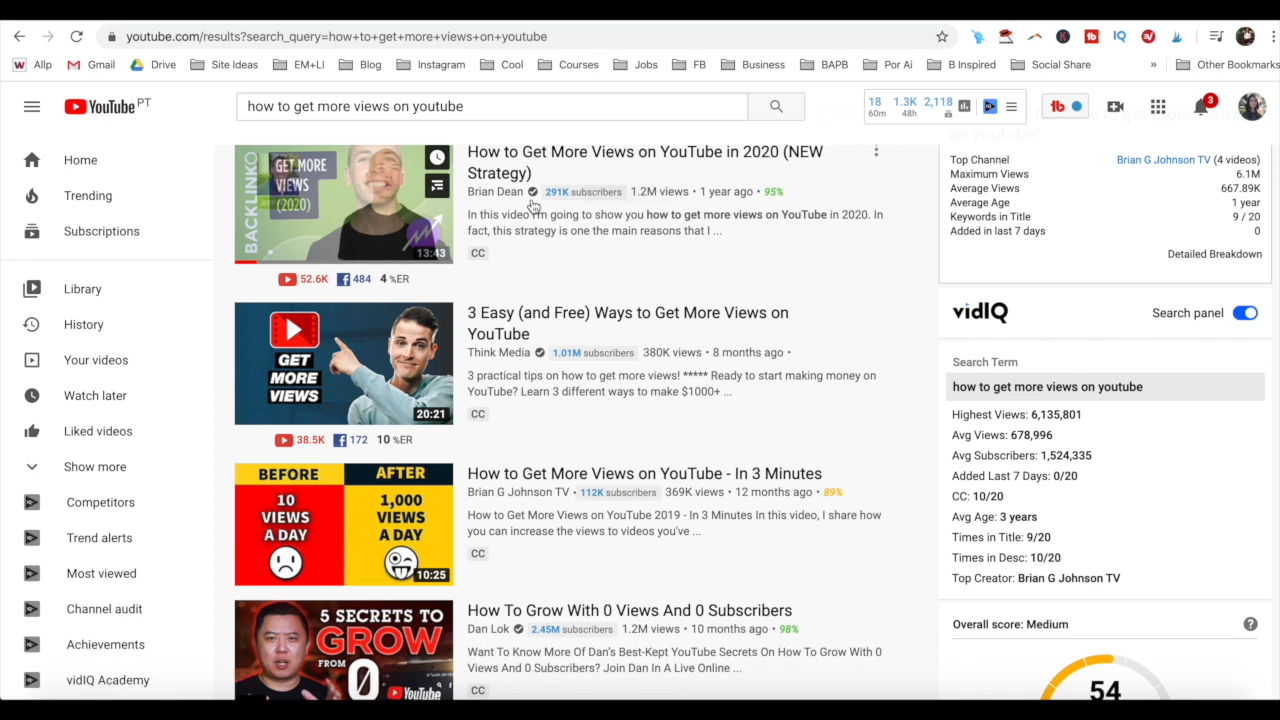 youtube.com/results?search_query=how+to+get+more+views+on+youtube
Allp
Gmail
Drive
Site Ideas
EM+LI
Blog
Instagram
Cool
Courses
Jobs
FB
Business
BAPB
Por Ai
B Inspired
Social Share
»
Other Bookmarks
YouTube PT
how to get more views on youtube
18 1.3K 2,118
60m 48h
tb
3
Home
Trending
Subscriptions
Library
History
Your videos
Watch later
Liked videos
Show more
Competitors
Trend alerts
Most viewed
Channel audit
Achievements
vidIQ Academy
BACKLINKO
GET MORE
VIEWS
(2020)
13:43
How to Get More Views on YouTube in 2020 (NEW
Strategy)
Brian Dean 291K subscribers 1.2M views • 1 year ago • 95%
In this video I'm going to show you how to get more views on YouTube in 2020. In
fact, this strategy is one the main reasons that I ...
CC
52.6K 484 4 %ER
GET
MORE
VIEWS
20:21
3 Easy (and Free) Ways to Get More Views on
YouTube
Think Media 1.01M subscribers 380K views • 8 months ago •
3 practical tips on how to get more views! ***** Ready to start making money on
YouTube? Learn 3 different ways to make $1000+ ...
CC
38.5K 172 10 %ER
BEFORE AFTER
10
VIEWS
A DAY
1,000
VIEWS
A DAY
10:25
How to Get More Views on YouTube - In 3 Minutes
Brian G Johnson TV • 112K subscribers 369K views • 12 months ago • 89%
How to Get More Views on YouTube 2019 - In 3 Minutes In this video, I share how
you can increase the views to videos you've ...
CC
5 SECRETS TO
GROW
FROM
0
YouTube
How To Grow With 0 Views And 0 Subscribers
Dan Lok 2.45M subscribers 1.2M views • 10 months ago • 98%
Want To Know More Of Dan's Best-Kept YouTube Secrets On How To Grow With 0
Views And 0 Subscribers? Join Dan In A Live Online ...
CC
Top Channel Brian G Johnson TV (4 videos)
Maximum Views 6.1M
Average Views 667.89K
Average Age 1 year
Keywords in Title 9 / 20
Added in last 7 days 0
Detailed Breakdown
vidIQ
Search panel
Search Term
how to get more views on youtube
Highest Views: 6,135,801
Avg Views: 678,996
Avg Subscribers: 1,524,335
Added Last 7 Days: 0/20
CC: 10/20
Avg Age: 3 years
Times in Title: 9/20
Times in Desc: 10/20
Top Creator: Brian G Johnson TV
Overall score: Medium
?
54